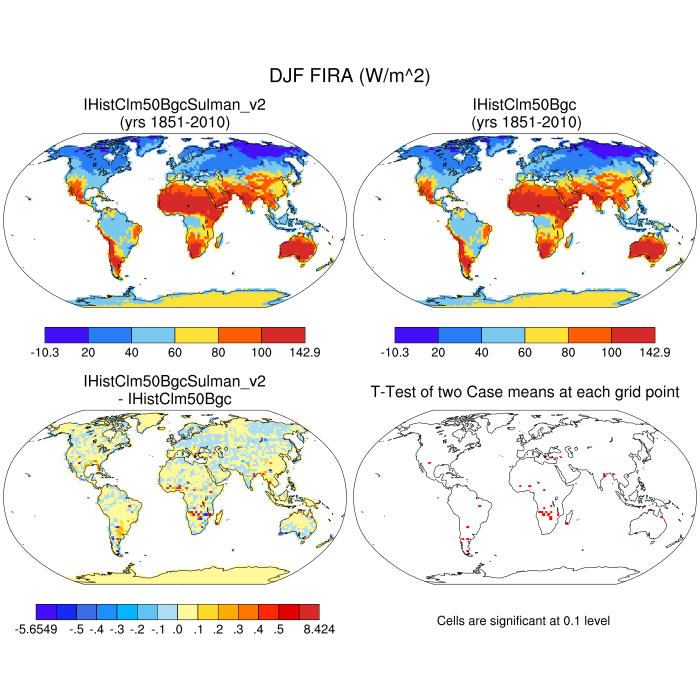 DJF FIRA (W/m^2)
IHistClm50BgcSulman_v2
(yrs 1851-2010)
IHistClm50Bgc
(yrs 1851-2010)
-10.3 20 40 60 80 100 142.9
-10.3 20 40 60 80 100 142.9
IHistClm50BgcSulman_v2
- IHistClm50Bgc
T-Test of two Case means at each grid point
-5.6549 -.5 -.4 -.3 -.2 -.1 .0 .1 .2 .3 .4 .5 8.424
Cells are significant at 0.1 level